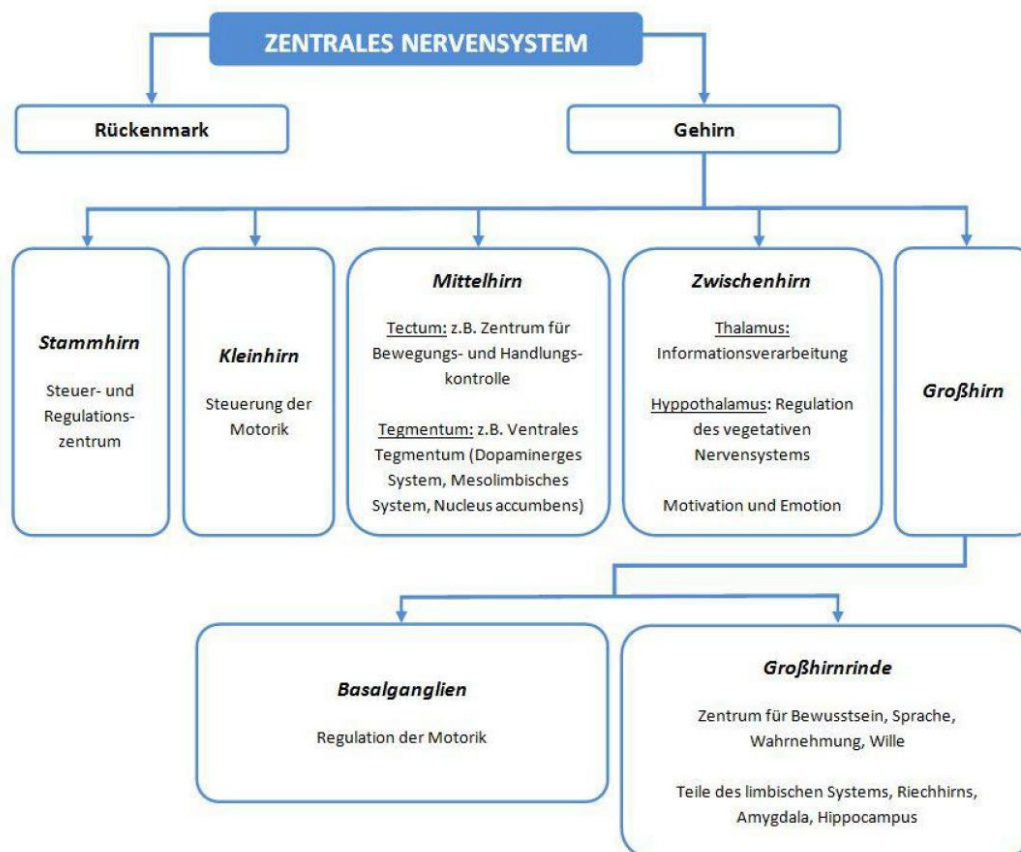 ZENTRALES NERVENSYSTEM
Rückenmark
Gehirn
Stammhirn
Steuer- und
Regulations-
zentrum
Kleinhirn
Steuerung der
Motorik
Mittelhirn
Tectum: z.B. Zentrum für
Bewegungs- und Handlungs-
kontrolle
Tegmentum: z.B. Ventrales
Tegmentum (Dopaminerges
System, Mesolimbisches
System, Nucleus accumbens)
Zwischenhirn
Thalamus:
Informationsverarbeitung
Hyppothalamus: Regulation
des vegetativen
Nervensystems
Motivation und Emotion
Großhirn
Basalganglien
Regulation der Motorik
Großhirnrinde
Zentrum für Bewusstsein, Sprache,
Wahrnehmung, Wille
Teile des limbischen Systems, Riechhirns,
Amygdala, Hippocampus